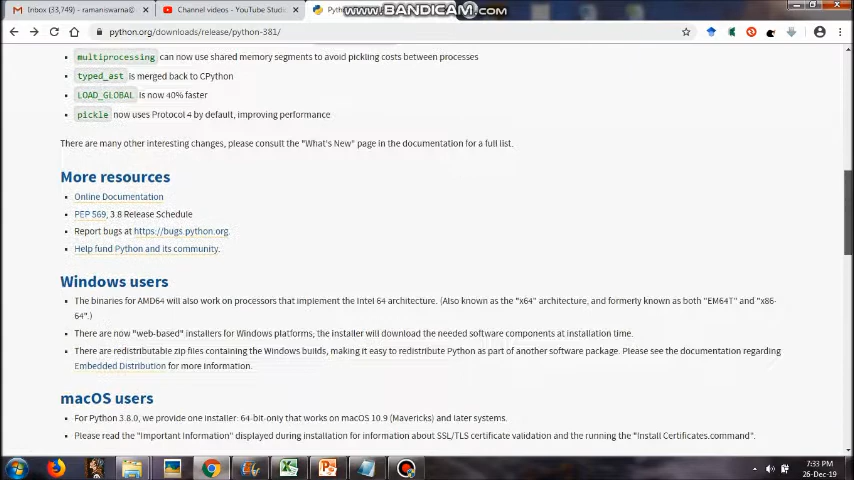 Inbox (33,749) - ramaniswarna@
Channel videos - YouTube Studio
Pyth
www.BANDICAM.com
python.org/downloads/release/python-381/
multiprocessing can now use shared memory segments to avoid pickling costs between processes
typed_ast is merged back to CPython
LOAD_GLOBAL is now 40% faster
pickle now uses Protocol 4 by default, improving performance
There are many other interesting changes, please consult the "What's New" page in the documentation for a full list.
More resources
Online Documentation
PEP 569, 3.8 Release Schedule
Report bugs at https://bugs.python.org.
Help fund Python and its community.
Windows users
The binaries for AMD64 will also work on processors that implement the Intel 64 architecture. (Also known as the "x64" architecture, and formerly known as both "EM64T" and "x86-
64".)
There are now "web-based" installers for Windows platforms; the installer will download the needed software components at installation time.
There are redistributable zip files containing the Windows builds, making it easy to redistribute Python as part of another software package. Please see the documentation regarding
Embedded Distribution for more information.
macOS users
For Python 3.8.0, we provide one installer: 64-bit-only that works on macOS 10.9 (Mavericks) and later systems.
Please read the "Important Information" displayed during installation for information about SSL/TLS certificate validation and the running the "Install Certificates.command".
7:33 PM
26-Dec-19